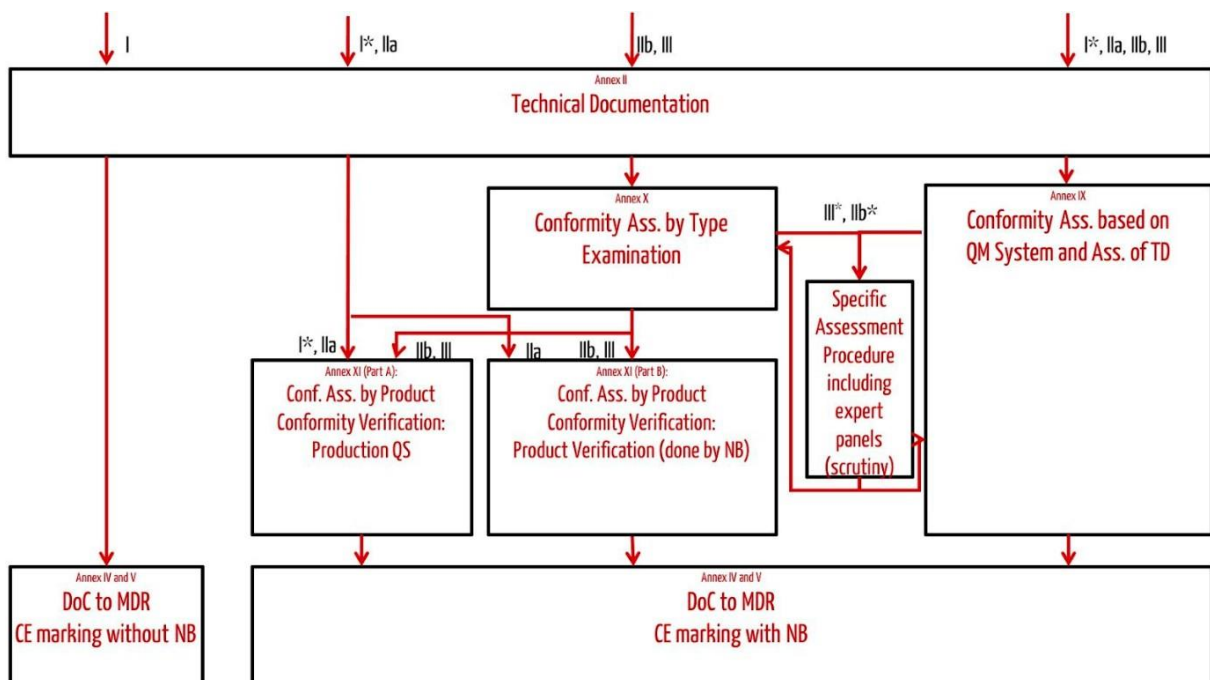 I
I*, IIa
IIb, III
I*, IIa, IIb, III
Annex II
Technical Documentation
Annex X
Conformity Ass. by Type
Examination
III*, IIb*
Annex IX
Conformity Ass. based on
QM System and Ass. of TD
Specific
Assessment
Procedure
including
expert
panels
(scrutiny)
I*, IIa
IIb, III
IIa
IIb, III
Annex XI (Part A):
Conf. Ass. by Product
Conformity Verification:
Production QS
Annex XI (Part B):
Conf. Ass. by Product
Conformity Verification:
Product Verification (done by NB)
Annex IV and V
DoC to MDR
CE marking without NB
Annex IV and V
DoC to MDR
CE marking with NB